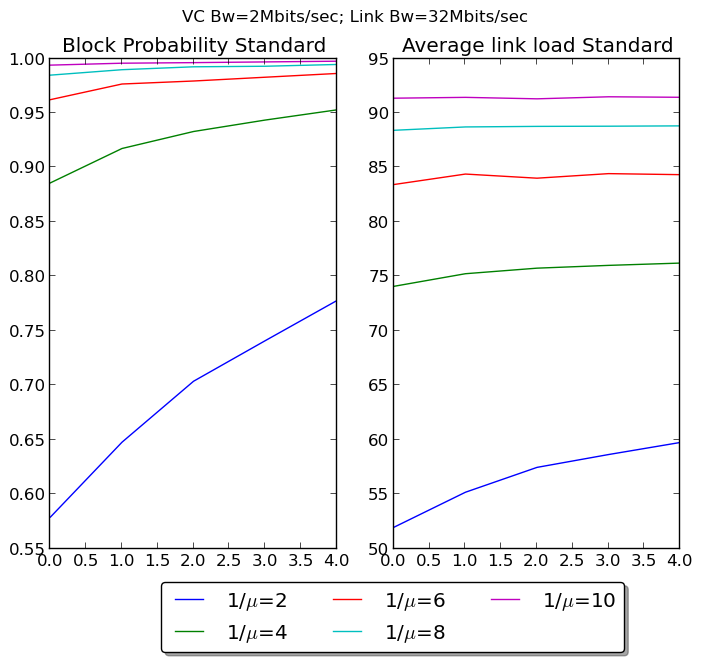 VC Bw=2Mbits/sec; Link Bw=32Mbits/sec
Block Probability Standard
1.00
0.95
0.90
0.85
0.80
0.75
0.70
0.65
0.60
0.55
0.0 0.5 1.0 1.5 2.0 2.5 3.0 3.5 4.0
Average link load Standard
95
90
85
80
75
70
65
60
55
50
0.0 0.5 1.0 1.5 2.0 2.5 3.0 3.5 4.0
1/μ=2 1/μ=6 1/μ=10
1/μ=4 1/μ=8